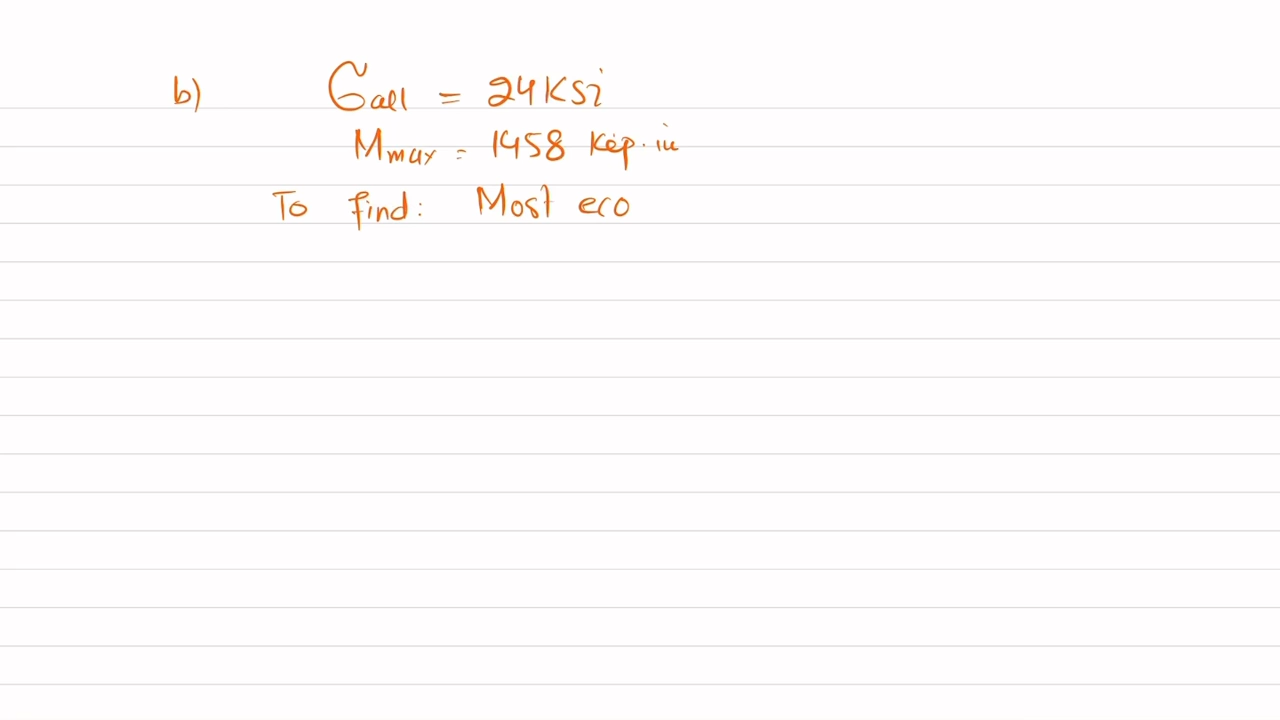 b) σall = 24 KSi
Mmax = 1458 Kip.in
To find: Most eco